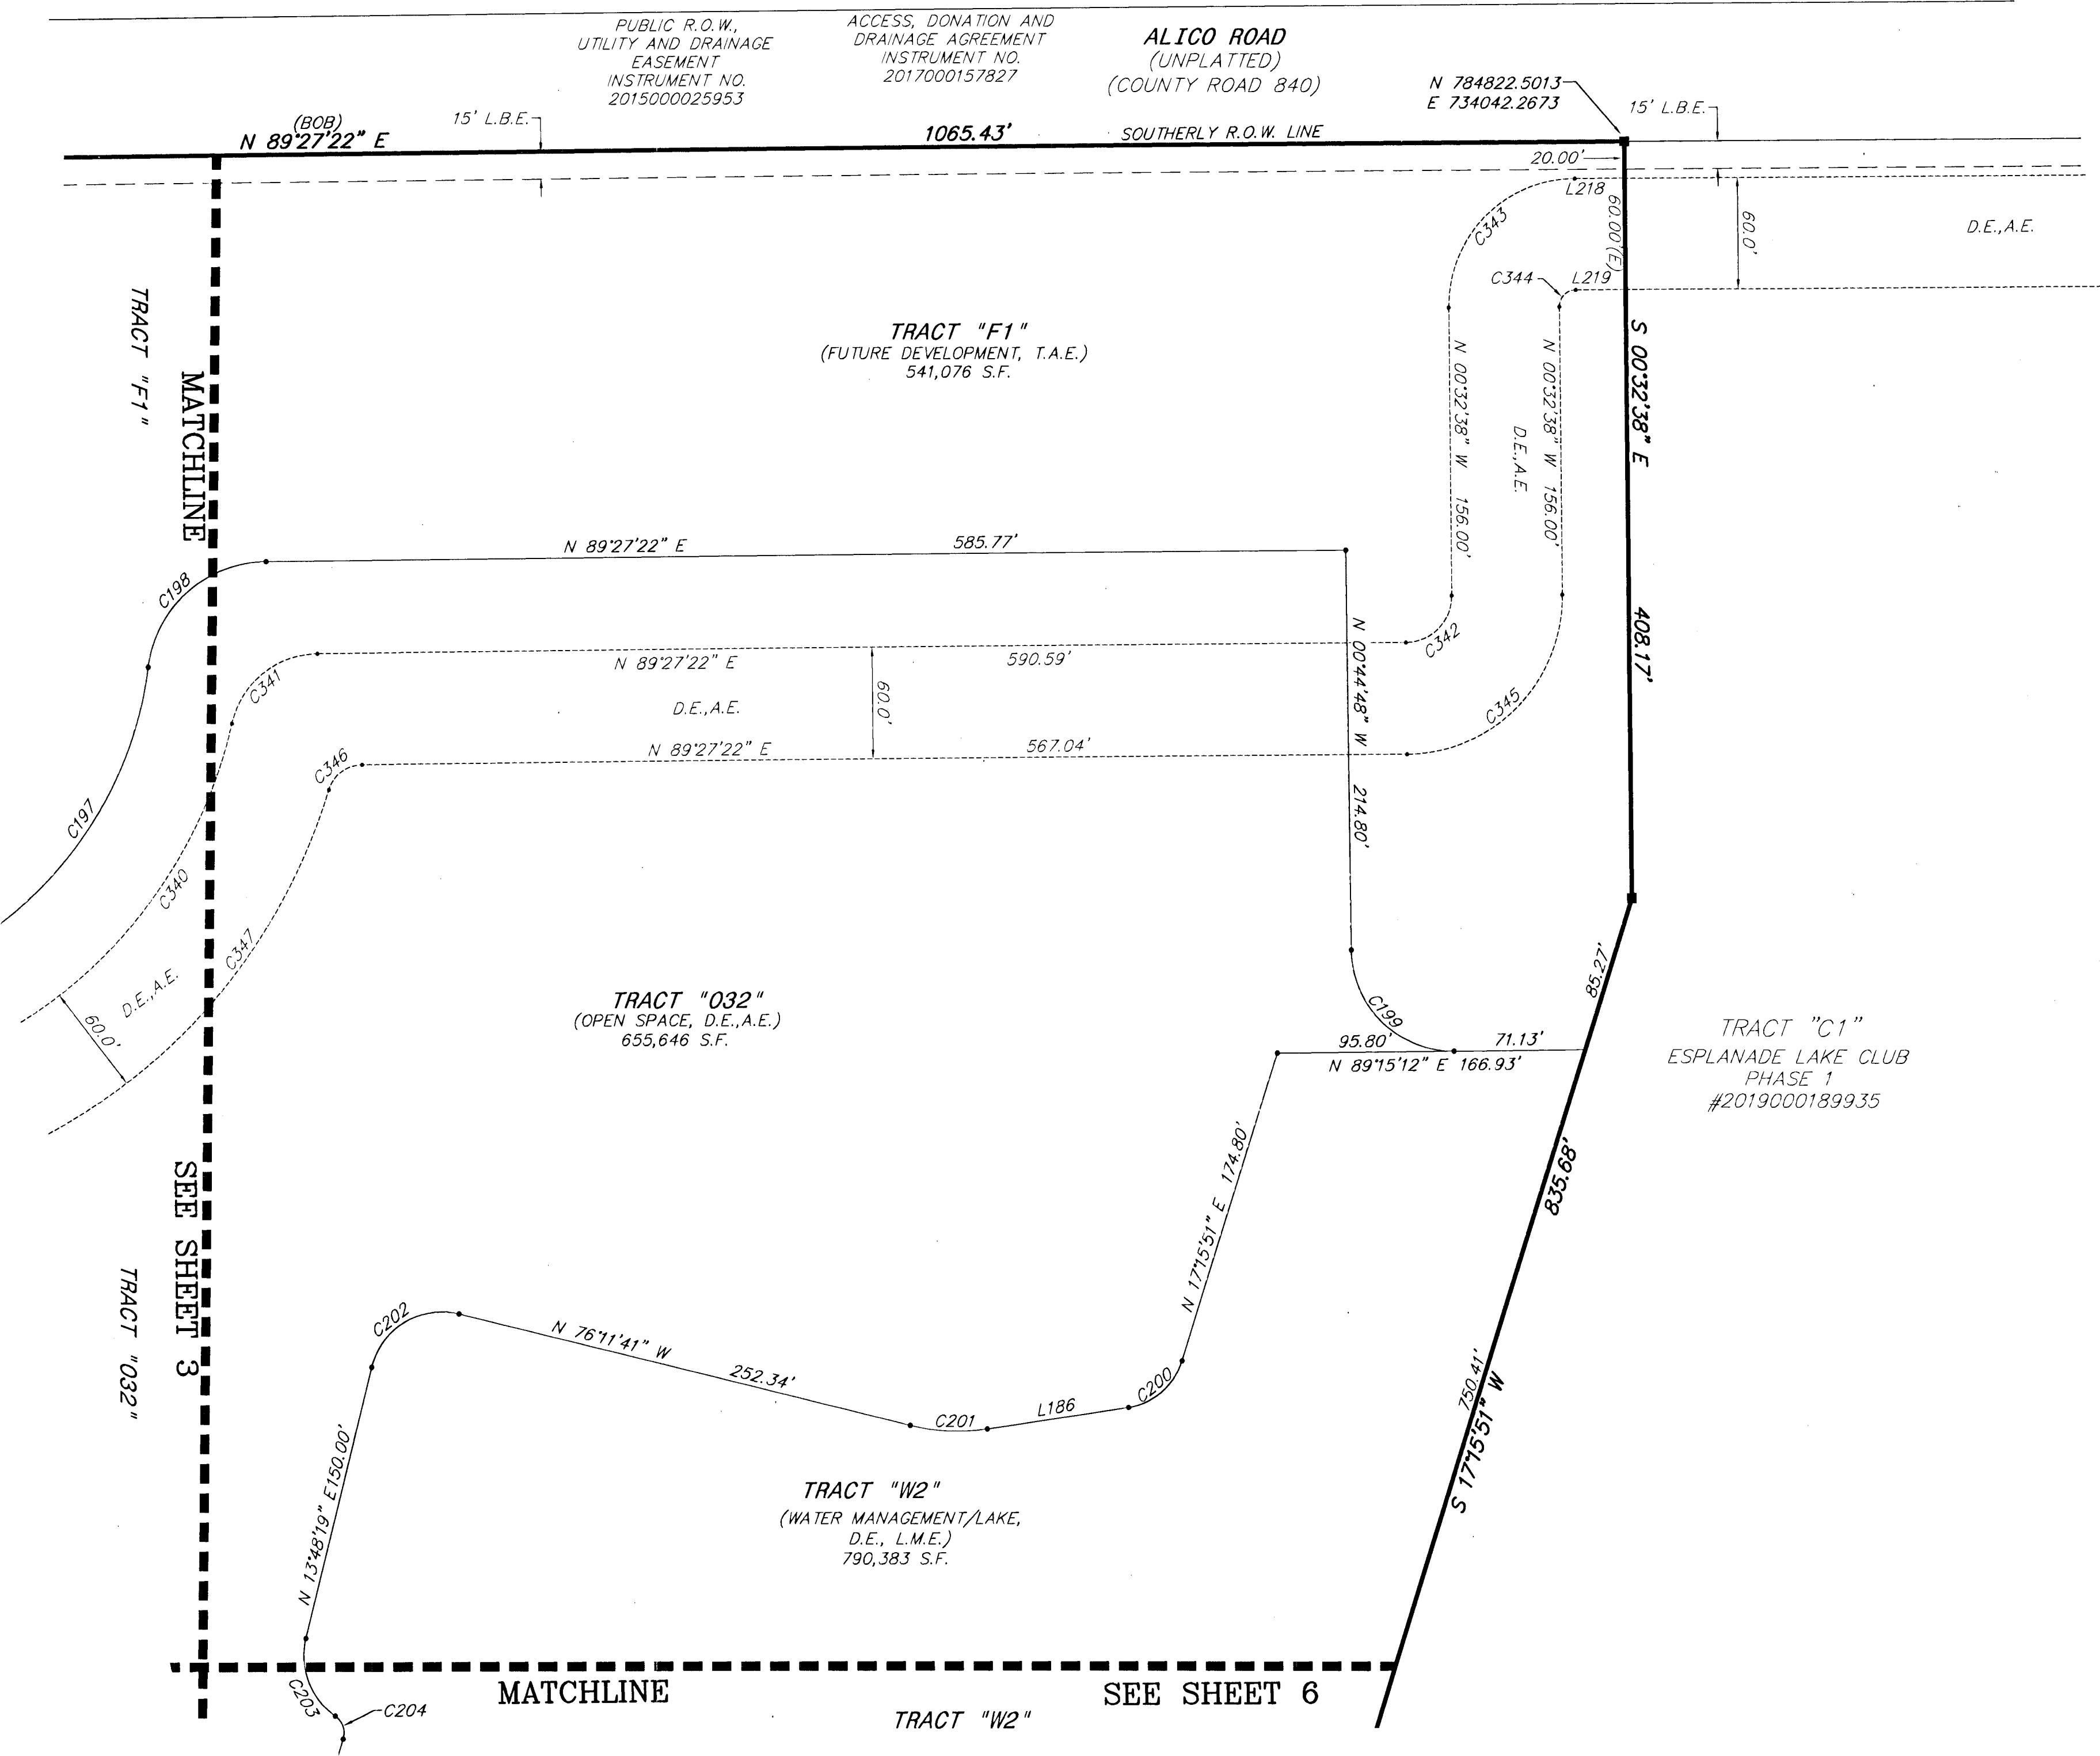 PUBLIC R.O.W.,
UTILITY AND DRAINAGE
EASEMENT
INSTRUMENT NO.
2015000025953
ACCESS, DONATION AND
DRAINAGE AGREEMENT
INSTRUMENT NO.
2017000157827
ALICO ROAD
(UNPLATTED)
(COUNTY ROAD 840)
N 784822.5013
E 734042.2673
15' L.B.E.
(BOB)
N 89°27'22" E
15' L.B.E.
1065.43'
SOUTHERLY R.O.W. LINE
20.00'
L218
60.00'(E)
C343
60.0'
D.E.,A.E.
C344
L219
TRACT "F1"
MATCHLINE
TRACT "F1"
(FUTURE DEVELOPMENT, T.A.E.)
541,076 S.F.
N 00°32'38" W 156.00'
D.E.,A.E.
N 00°32'38" W 156.00'
S 00°32'38" E
408.17'
N 89°27'22" E
585.77'
C198
C197
C341
N 89°27'22" E
590.59'
C342
N 00°44'48" W
214.80'
D.E.,A.E.
60.0'
C345
C346
N 89°27'22" E
567.04'
C340
C347
D.E.,A.E.
60.0'
TRACT "O32"
(OPEN SPACE, D.E.,A.E.)
655,646 S.F.
C199
85.27'
95.80'
71.13'
N 89°15'12" E 166.93'
TRACT "C1"
ESPLANADE LAKE CLUB
PHASE 1
#2019000189935
N 17°15'51" E 174.80'
835.68'
SEE SHEET 3
TRACT "O32"
C202
N 76°11'41" W
252.34'
C201
L186
C200
750.41'
S 17°15'51" W
N 13°48'19" E150.00'
TRACT "W2"
(WATER MANAGEMENT/LAKE,
D.E., L.M.E.)
790,383 S.F.
C203
C204
MATCHLINE
SEE SHEET 6
TRACT "W2"